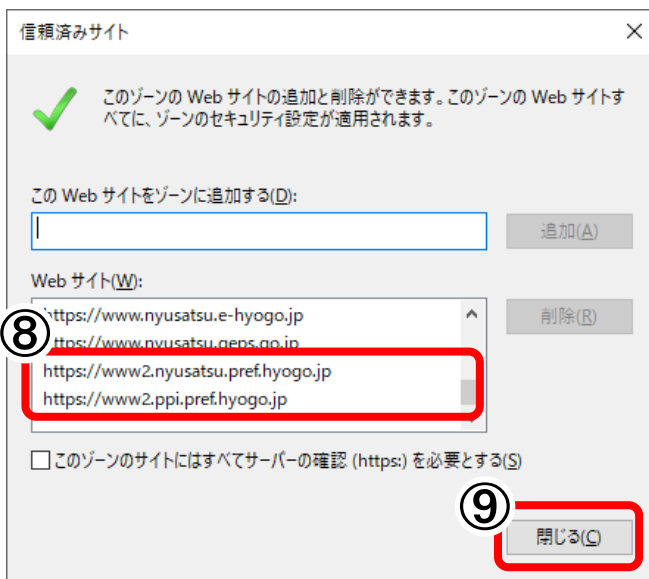 信頼済みサイト
このゾーンの Web サイトの追加と削除ができます。このゾーンの Web サイトす
べてに、ゾーンのセキュリティ設定が適用されます。
この Web サイトをゾーンに追加する(D):
追加(A)
Web サイト(W):
https://www.nyusatsu.e-hyogo.jp
削除(R)
⑧
https://www.nyusatsu.geps.go.jp
https://www2.nyusatsu.pref.hyogo.jp
https://www2.ppi.pref.hyogo.jp
このゾーンのサイトにはすべてサーバーの確認 (https:) を必要とする(S)
⑨
閉じる(C)